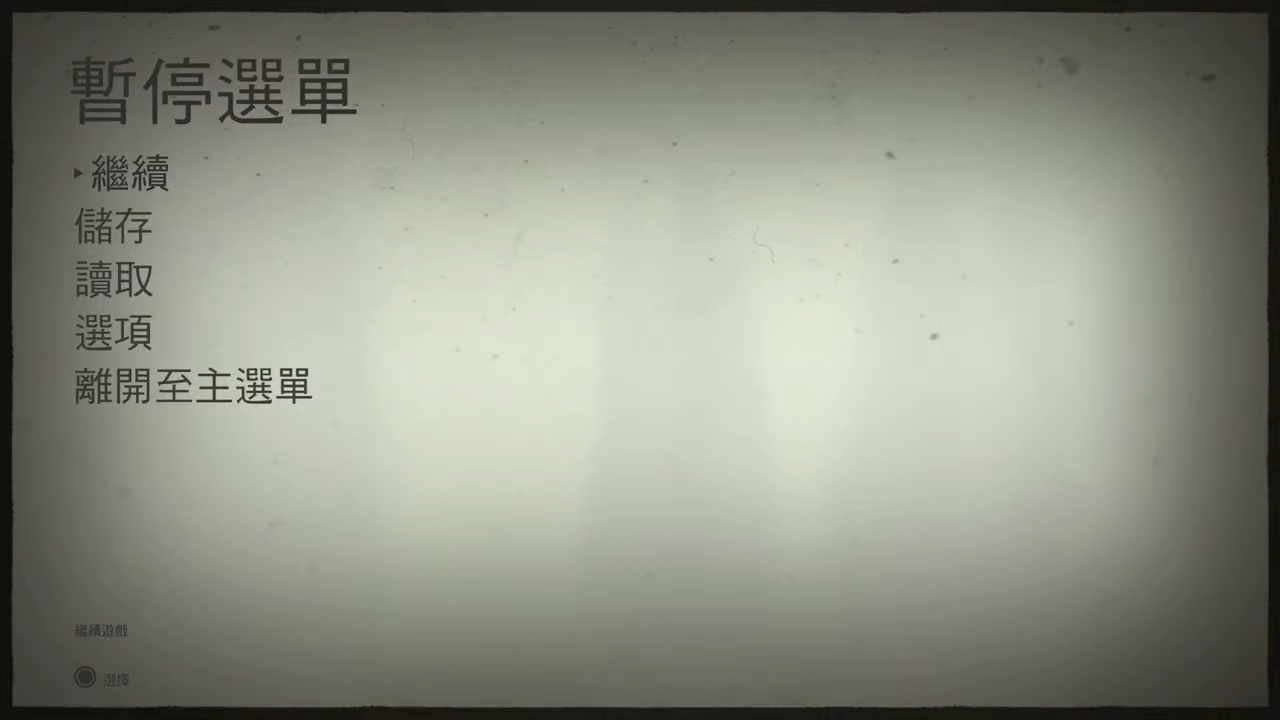 暫停選單
繼續
儲存
讀取
選項
離開至主選單
繼續遊戲
選擇